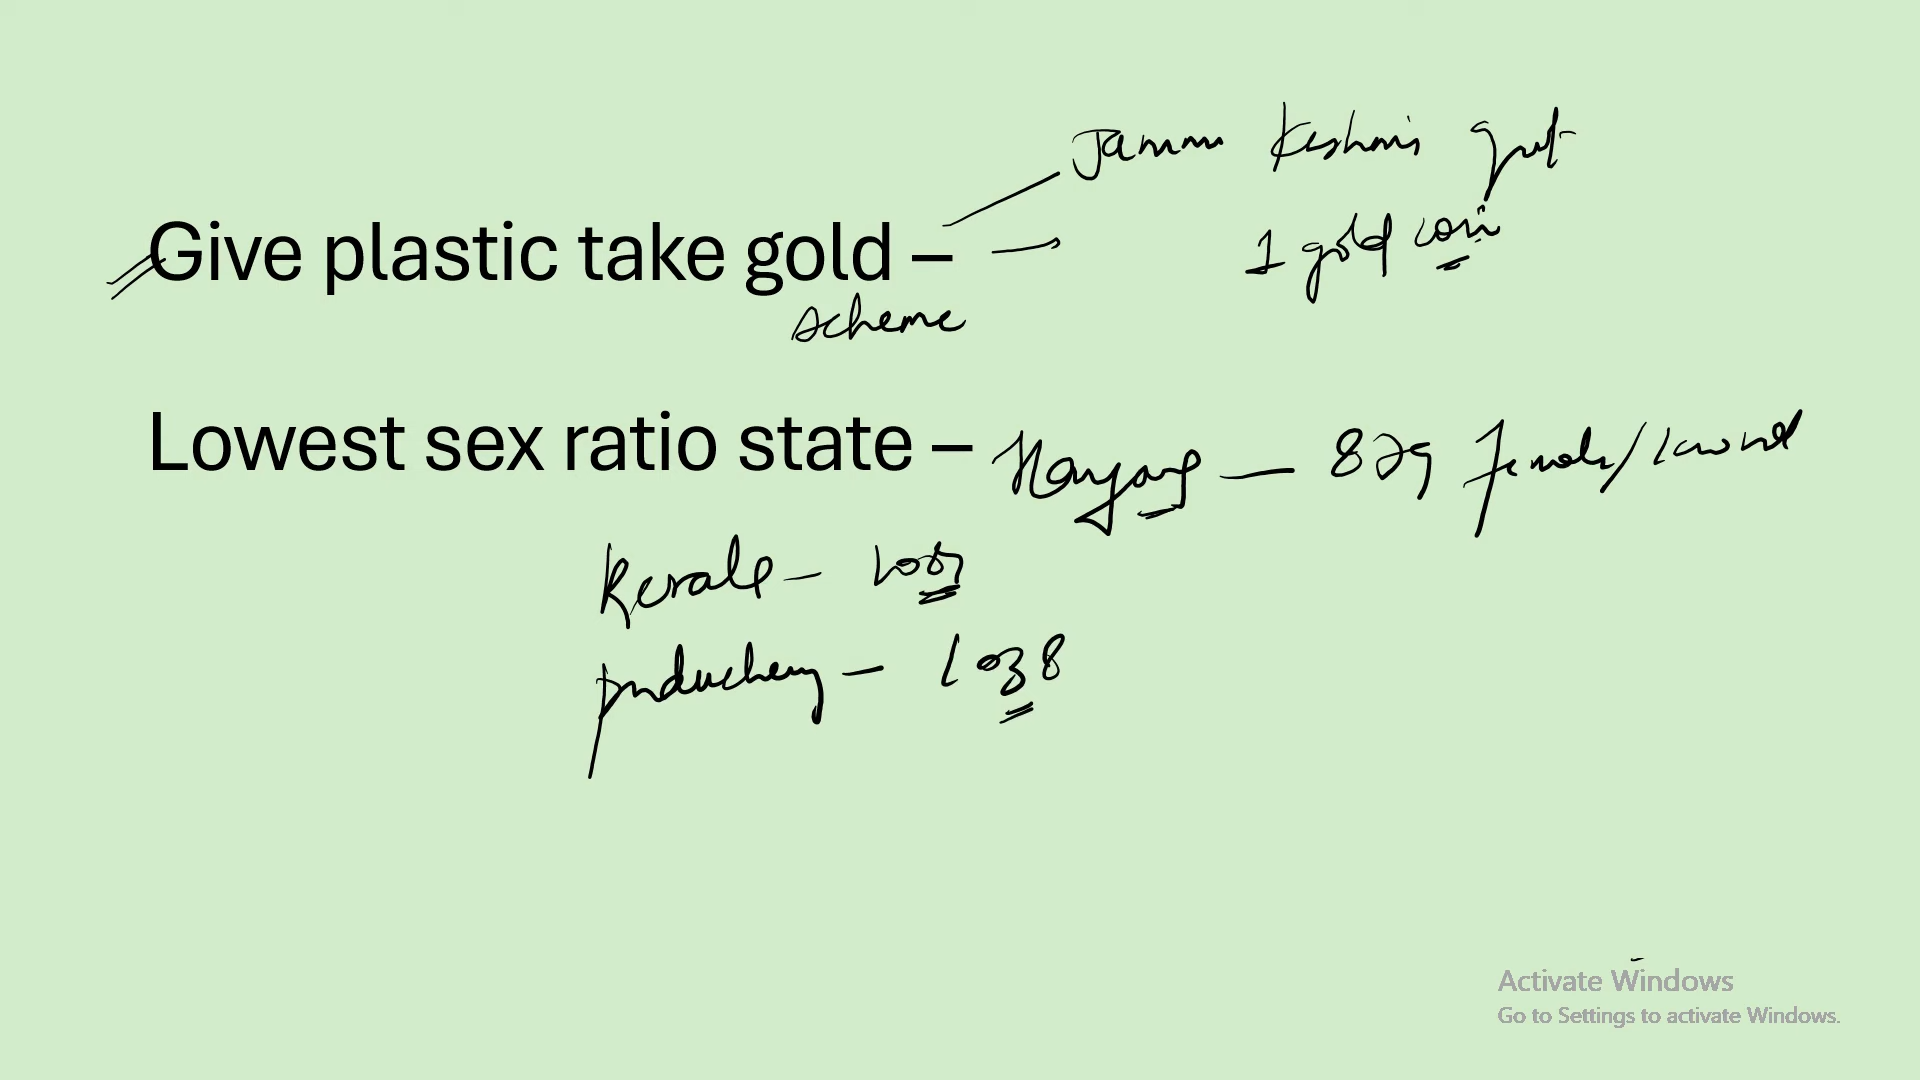 Jammu Keshmir govt
Give plastic take gold –
1 gold coin
scheme
Lowest sex ratio state – Haryana — 879 female/1000
Kerala – 1084
puducherry – 1038
Activate Windows
Go to Settings to activate Windows.